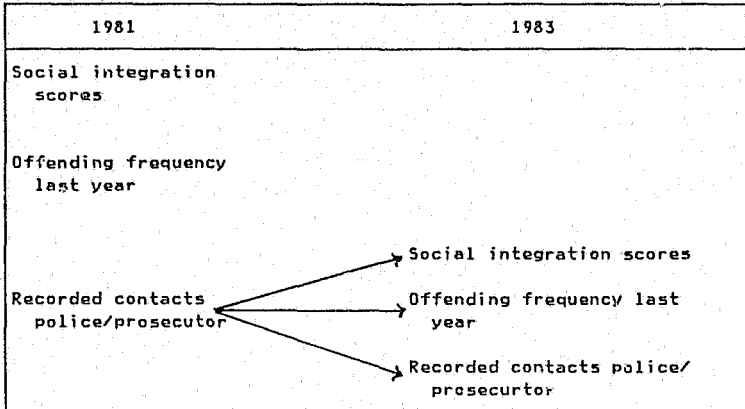 1981 1983
Social integration
scores
Offending frequency
last year
Social integration scores
Recorded contacts
police/prosecutor
Offending frequency last
year
Recorded contacts police/
prosecurtor